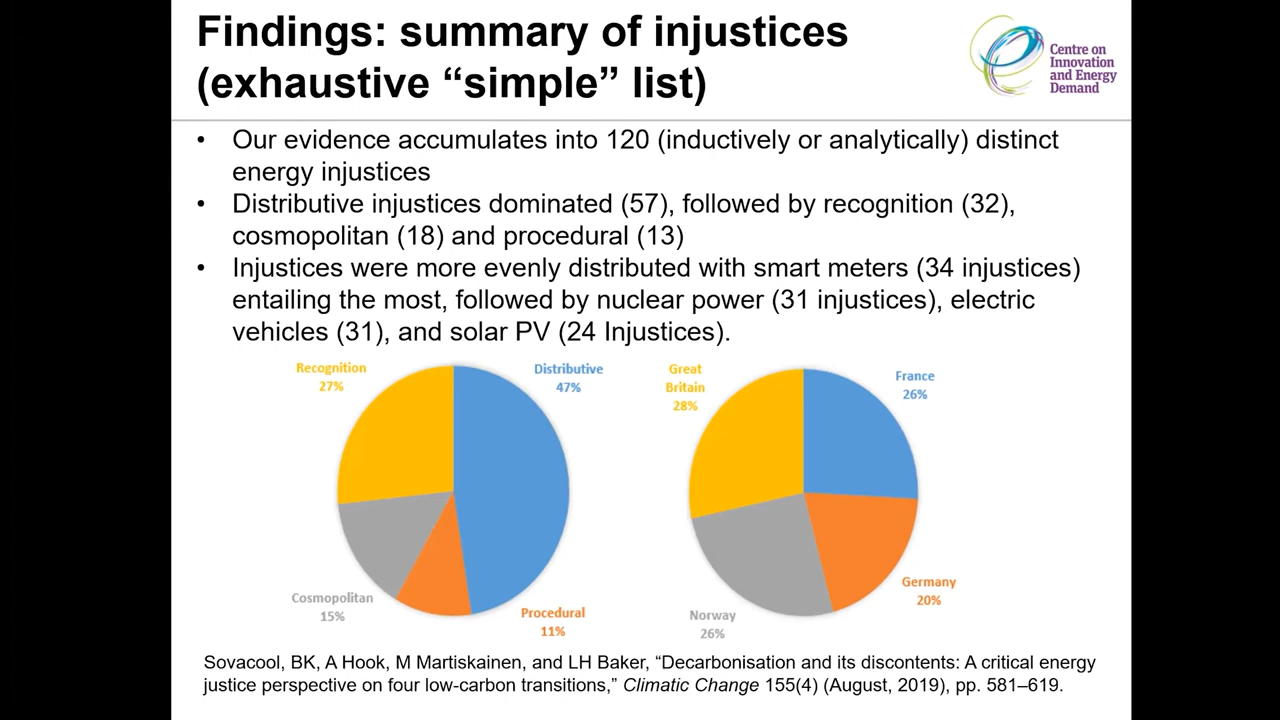 Findings: summary of injustices
(exhaustive “simple” list)
Centre on
Innovation
and Energy
Demand
• Our evidence accumulates into 120 (inductively or analytically) distinct
energy injustices
• Distributive injustices dominated (57), followed by recognition (32),
cosmopolitan (18) and procedural (13)
• Injustices were more evenly distributed with smart meters (34 injustices)
entailing the most, followed by nuclear power (31 injustices), electric
vehicles (31), and solar PV (24 Injustices).
Recognition
27%
Distributive
47%
Cosmopolitan
15%
Procedural
11%
Great
Britain
28%
France
26%
Norway
26%
Germany
20%
Sovacool, BK, A Hook, M Martiskainen, and LH Baker, “Decarbonisation and its discontents: A critical energy
justice perspective on four low-carbon transitions,” Climatic Change 155(4) (August, 2019), pp. 581–619.